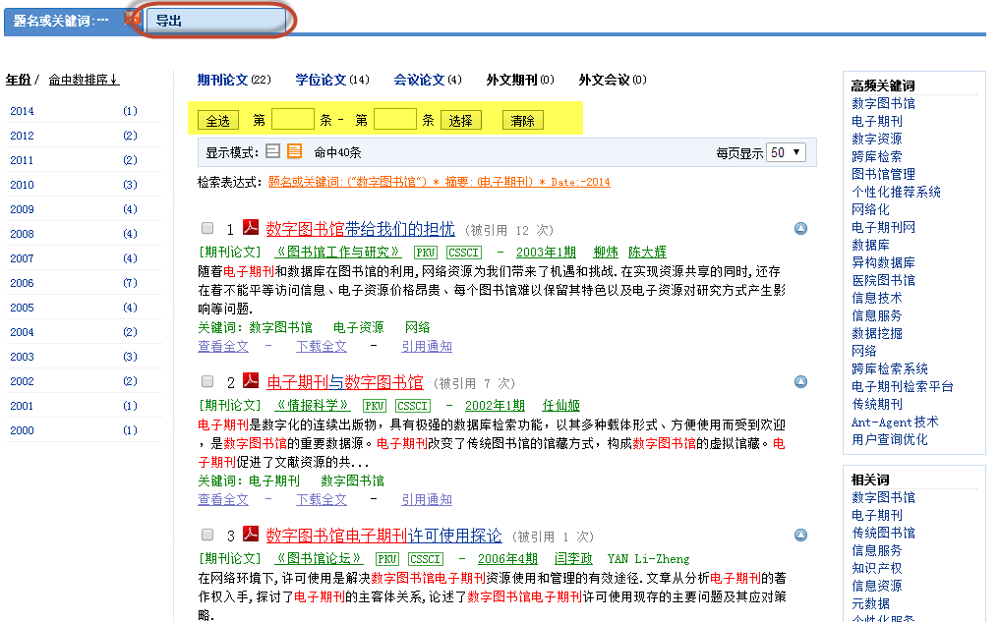 题名或关键词:···
导出
年份 / 命中数排序↓
2014 (1)
2012 (2)
2011 (2)
2010 (3)
2009 (4)
2008 (4)
2007 (4)
2006 (7)
2005 (4)
2004 (2)
2003 (3)
2002 (2)
2001 (1)
2000 (1)
期刊论文(22) 学位论文(14) 会议论文(4) 外文期刊(0) 外文会议(0)
全选 第 条 - 第 条 选择 清除
显示模式: 命中40条 每页显示 50
检索表达式: 题名或关键词:("数字图书馆") * 摘要:(电子期刊) * Date:-2014
1 数字图书馆带给我们的担忧 (被引用 12 次)
[期刊论文] 《图书馆工作与研究》 PKU CSSCI - 2003年1期 柳炜 陈大辉
随着电子期刊和数据库在图书馆的利用,网络资源为我们带来了机遇和挑战.在实现资源共享的同时,还存
在着不能平等访问信息、电子资源价格昂贵、每个图书馆难以保留其特色以及电子资源对研究方式产生影
响等问题.
关键词: 数字图书馆 电子资源 网络
查看全文 - 下载全文 - 引用通知
2 电子期刊与数字图书馆 (被引用 7 次)
[期刊论文] 《情报科学》 PKU CSSCI - 2002年1期 任仙姬
电子期刊是数字化的连续出版物，具有极强的数据库检索功能，以其多种载体形式、方便使用而受到欢迎
，是数字图书馆的重要数据源。电子期刊改变了传统图书馆的馆藏方式，构成数字图书馆的虚拟馆藏。电
子期刊促进了文献资源的共...
关键词: 电子期刊 数字图书馆
查看全文 - 下载全文 - 引用通知
3 数字图书馆电子期刊许可使用探论 (被引用 1 次)
[期刊论文] 《图书馆论坛》 PKU CSSCI - 2006年4期 闫李政 YAN Li-Zheng
在网络环境下,许可使用是解决数字图书馆电子期刊资源使用和管理的有效途径.文章从分析电子期刊的著
作权入手,探讨了电子期刊的主客体关系,论述了数字图书馆电子期刊许可使用现存的主要问题及其应对策
略.
高频关键词
数字图书馆
电子期刊
数字资源
跨库检索
图书馆管理
个性化推荐系统
网络化
电子期刊网
数据库
异构数据库
医院图书馆
信息技术
信息服务
数据挖掘
网络
跨库检索系统
电子期刊检索平台
传统期刊
Ant-Agent技术
用户查询优化
相关词
数字图书馆
电子期刊
传统图书馆
信息服务
知识产权
信息资源
元数据
个性化服务